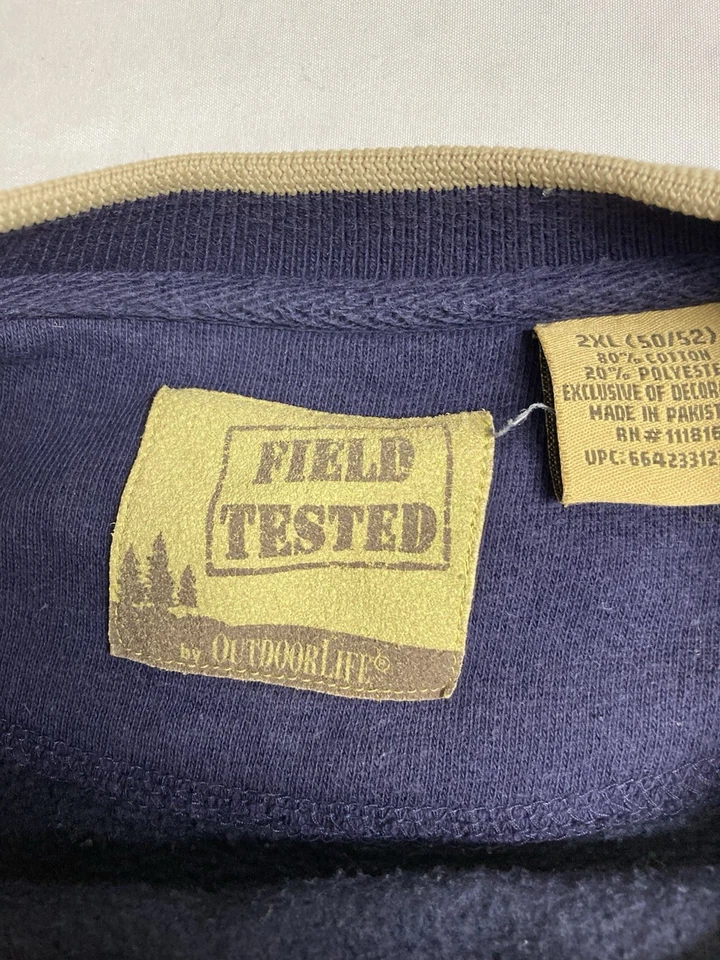 FIELD
TESTED
by OUTDOORLIFE®
2XL (50/52)
80% COTTON
20% POLYESTE
EXCLUSIVE OF DECOR
MADE IN PAKIST
RN# 111816
UPC: 66423312